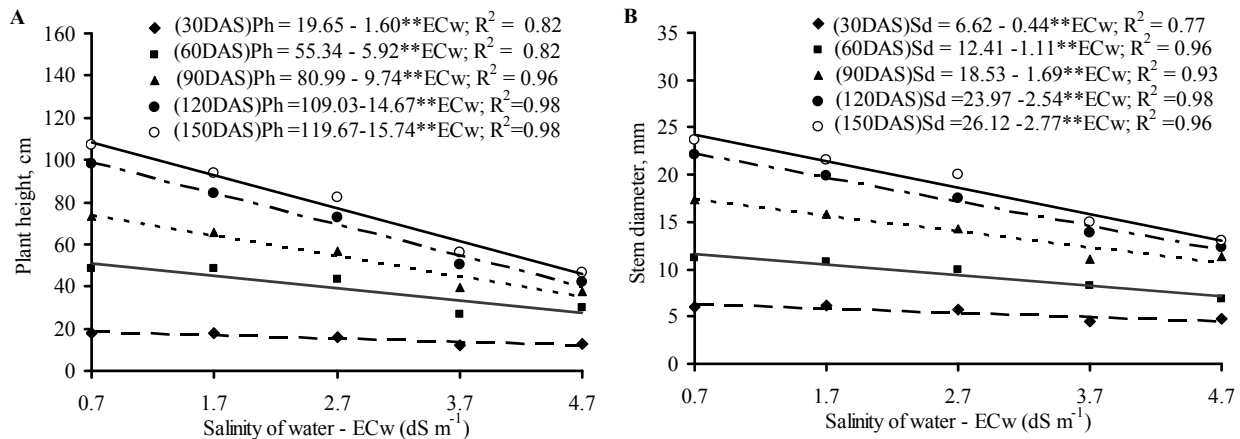 A
(30DAS)Ph = 19.65 - 1.60**ECw; R² = 0.82
(60DAS)Ph = 55.34 - 5.92**ECw; R² = 0.82
(90DAS)Ph = 80.99 - 9.74**ECw; R² = 0.96
(120DAS)Ph =109.03-14.67**ECw; R²=0.98
(150DAS)Ph =119.67-15.74**ECw; R²=0.98
160
140
120
100
80
60
40
20
0
Plant height, cm
0.7 1.7 2.7 3.7 4.7
Salinity of water - ECw (dS m⁻¹)
B
(30DAS)Sd = 6.62 - 0.44**ECw; R² = 0.77
(60DAS)Sd = 12.41 -1.11**ECw; R² =0.96
(90DAS)Sd = 18.53 - 1.69**ECw; R² = 0.93
(120DAS)Sd =23.97 -2.54**ECw; R² =0.98
(150DAS)Sd =26.12 -2.77**ECw; R² =0.96
35
30
25
20
15
10
5
0
Stem diameter, mm
0.7 1.7 2.7 3.7 4.7
Salinity of water - ECw (dS m⁻¹)